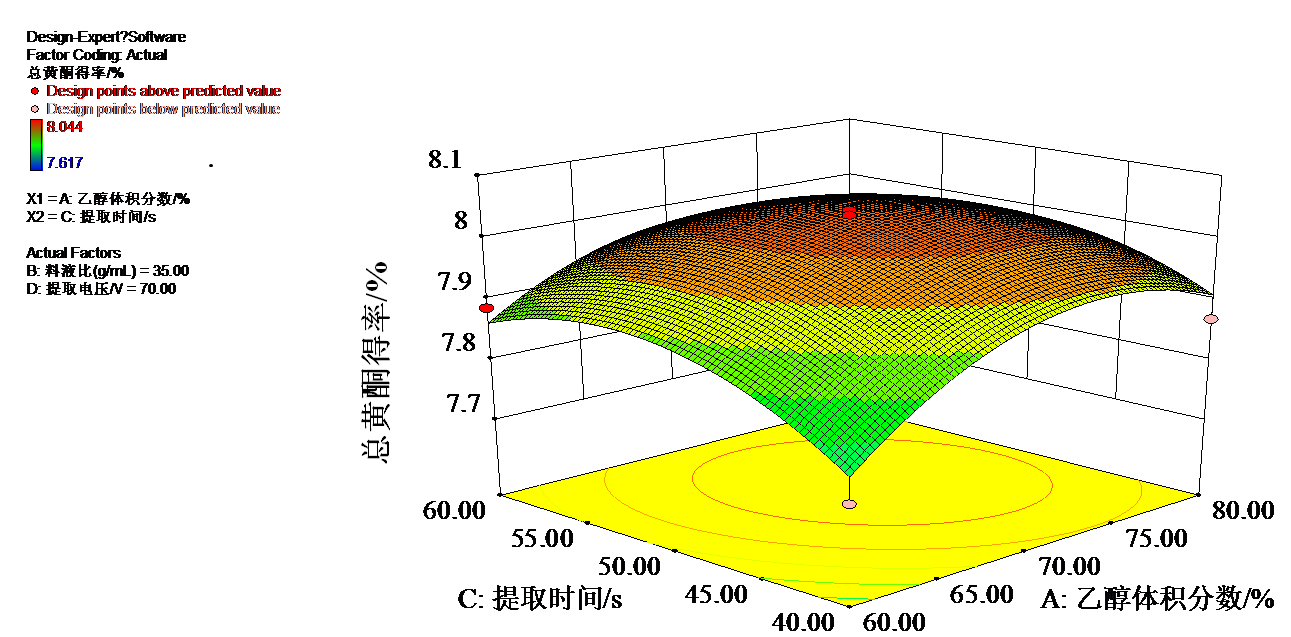 Design-Expert?Software
Factor Coding: Actual
总黄酮得率/%
Design points above predicted value
Design points below predicted value
8.044
7.617
X1 = A: 乙醇体积分数/%
X2 = C: 提取时间/s
Actual Factors
B: 料液比(g/mL) = 35.00
D: 提取电压/V = 70.00
8.1
8
7.9
7.8
7.7
总黄酮得率/%
60.00
55.00
50.00
45.00
40.00
C: 提取时间/s
60.00
65.00
70.00
75.00
80.00
A: 乙醇体积分数/%